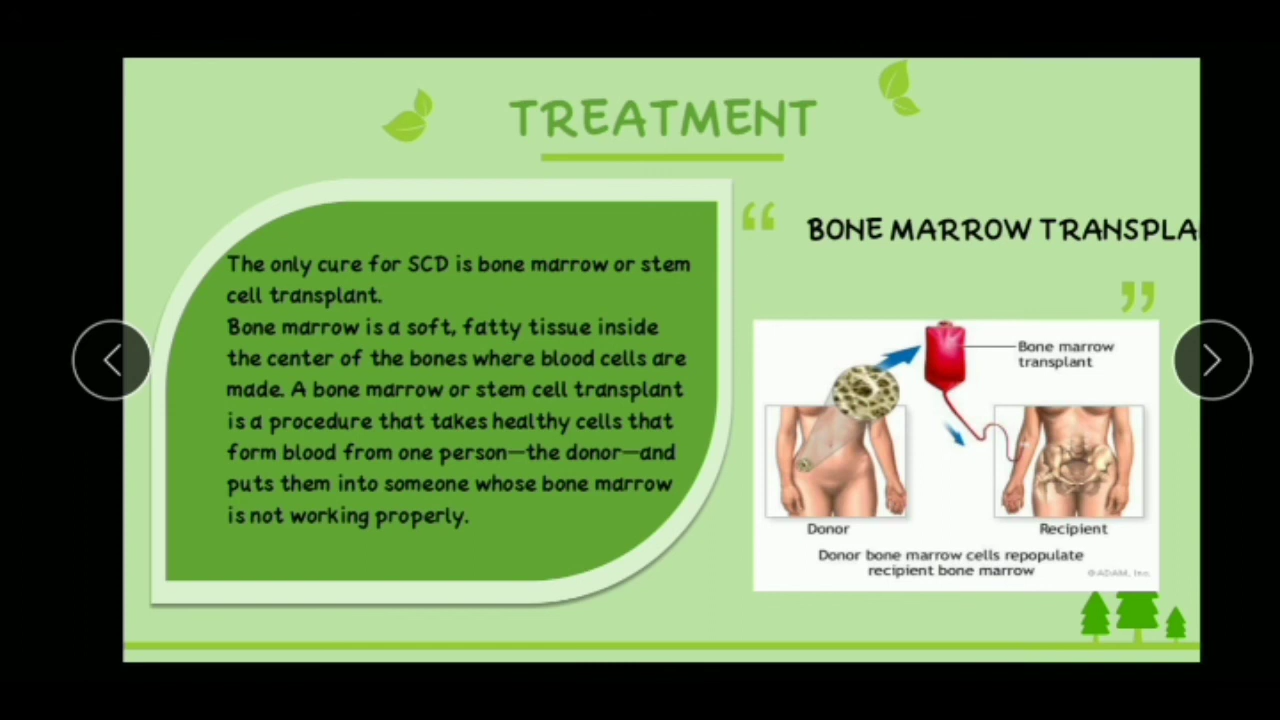 TREATMENT
The only cure for SCD is bone marrow or stem
cell transplant.
Bone marrow is a soft, fatty tissue inside
the center of the bones where blood cells are
made. A bone marrow or stem cell transplant
is a procedure that takes healthy cells that
form blood from one person—the donor—and
puts them into someone whose bone marrow
is not working properly.
“ BONE MARROW TRANSPLA
”
Bone marrow
transplant
Donor
Recipient
Donor bone marrow cells repopulate
recipient bone marrow
©ADAM, Inc.